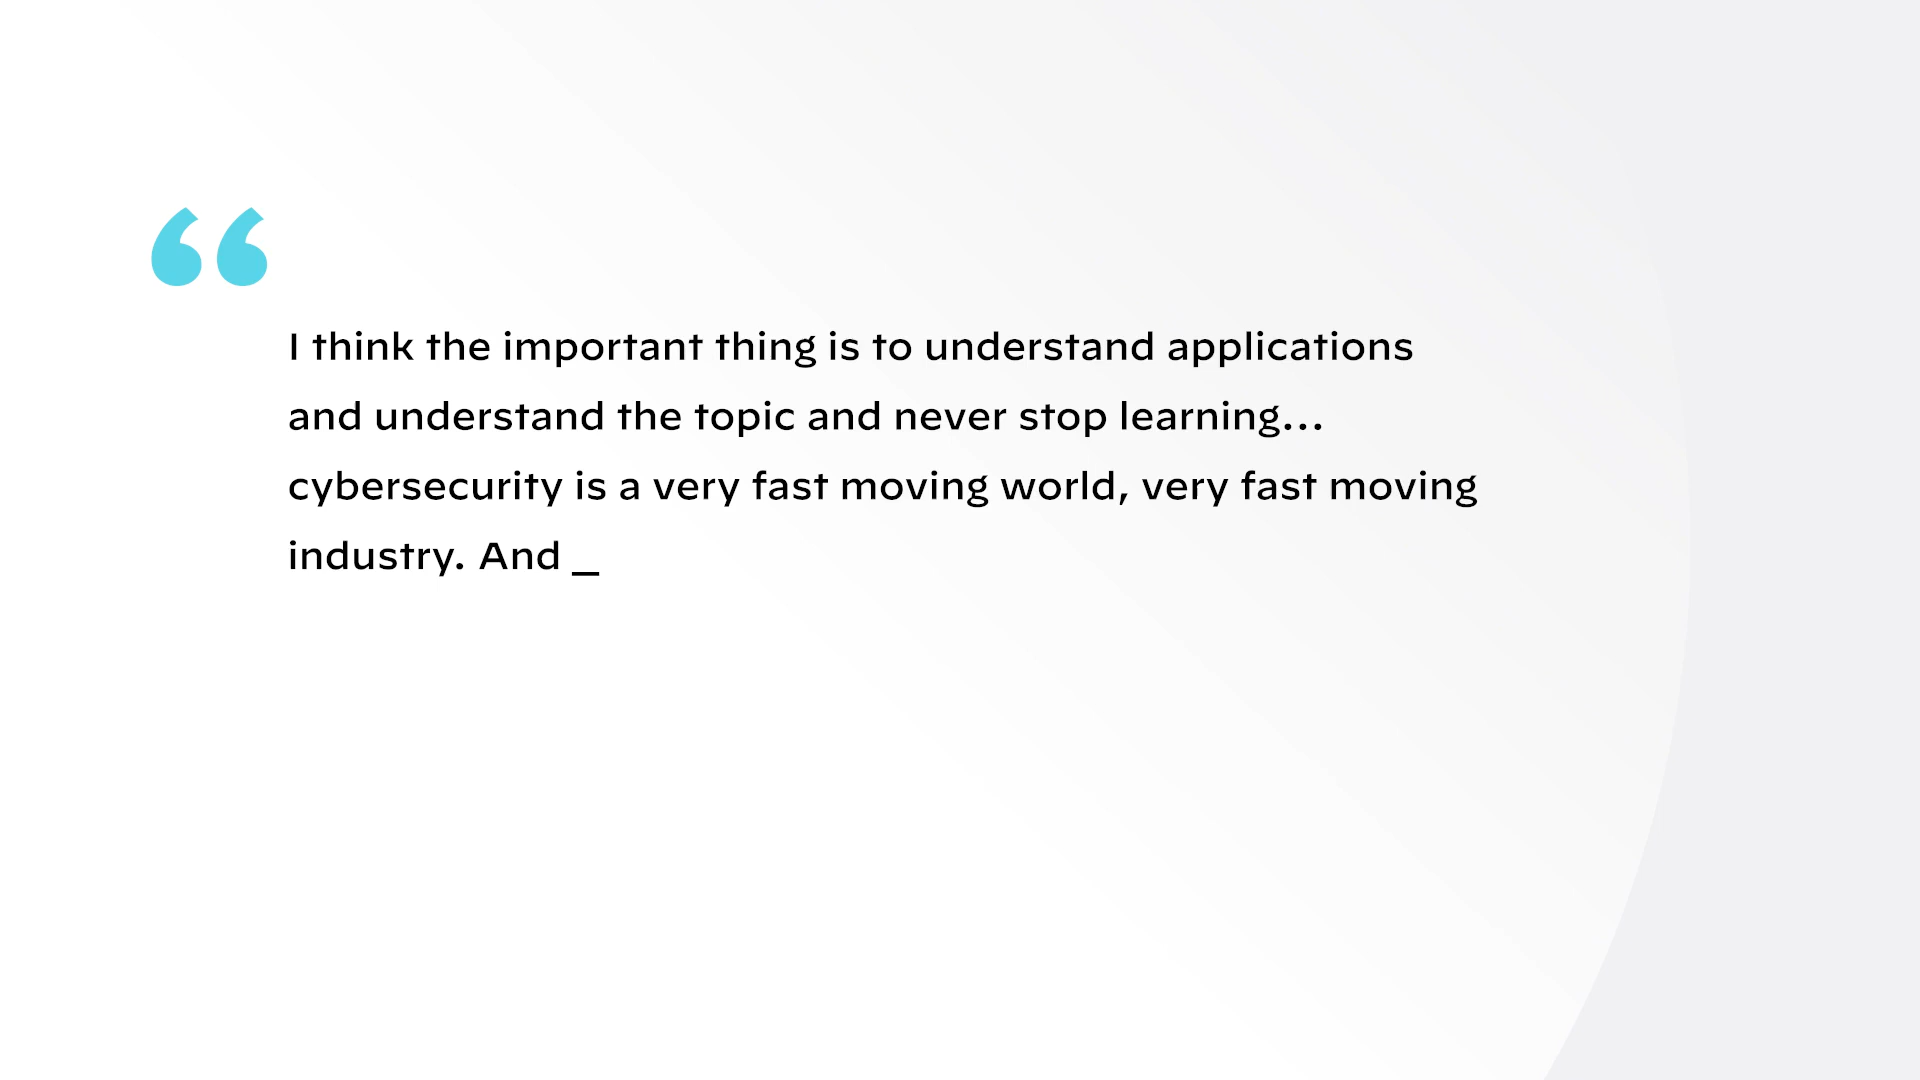 “
I think the important thing is to understand applications
and understand the topic and never stop learning...
cybersecurity is a very fast moving world, very fast moving
industry. And _